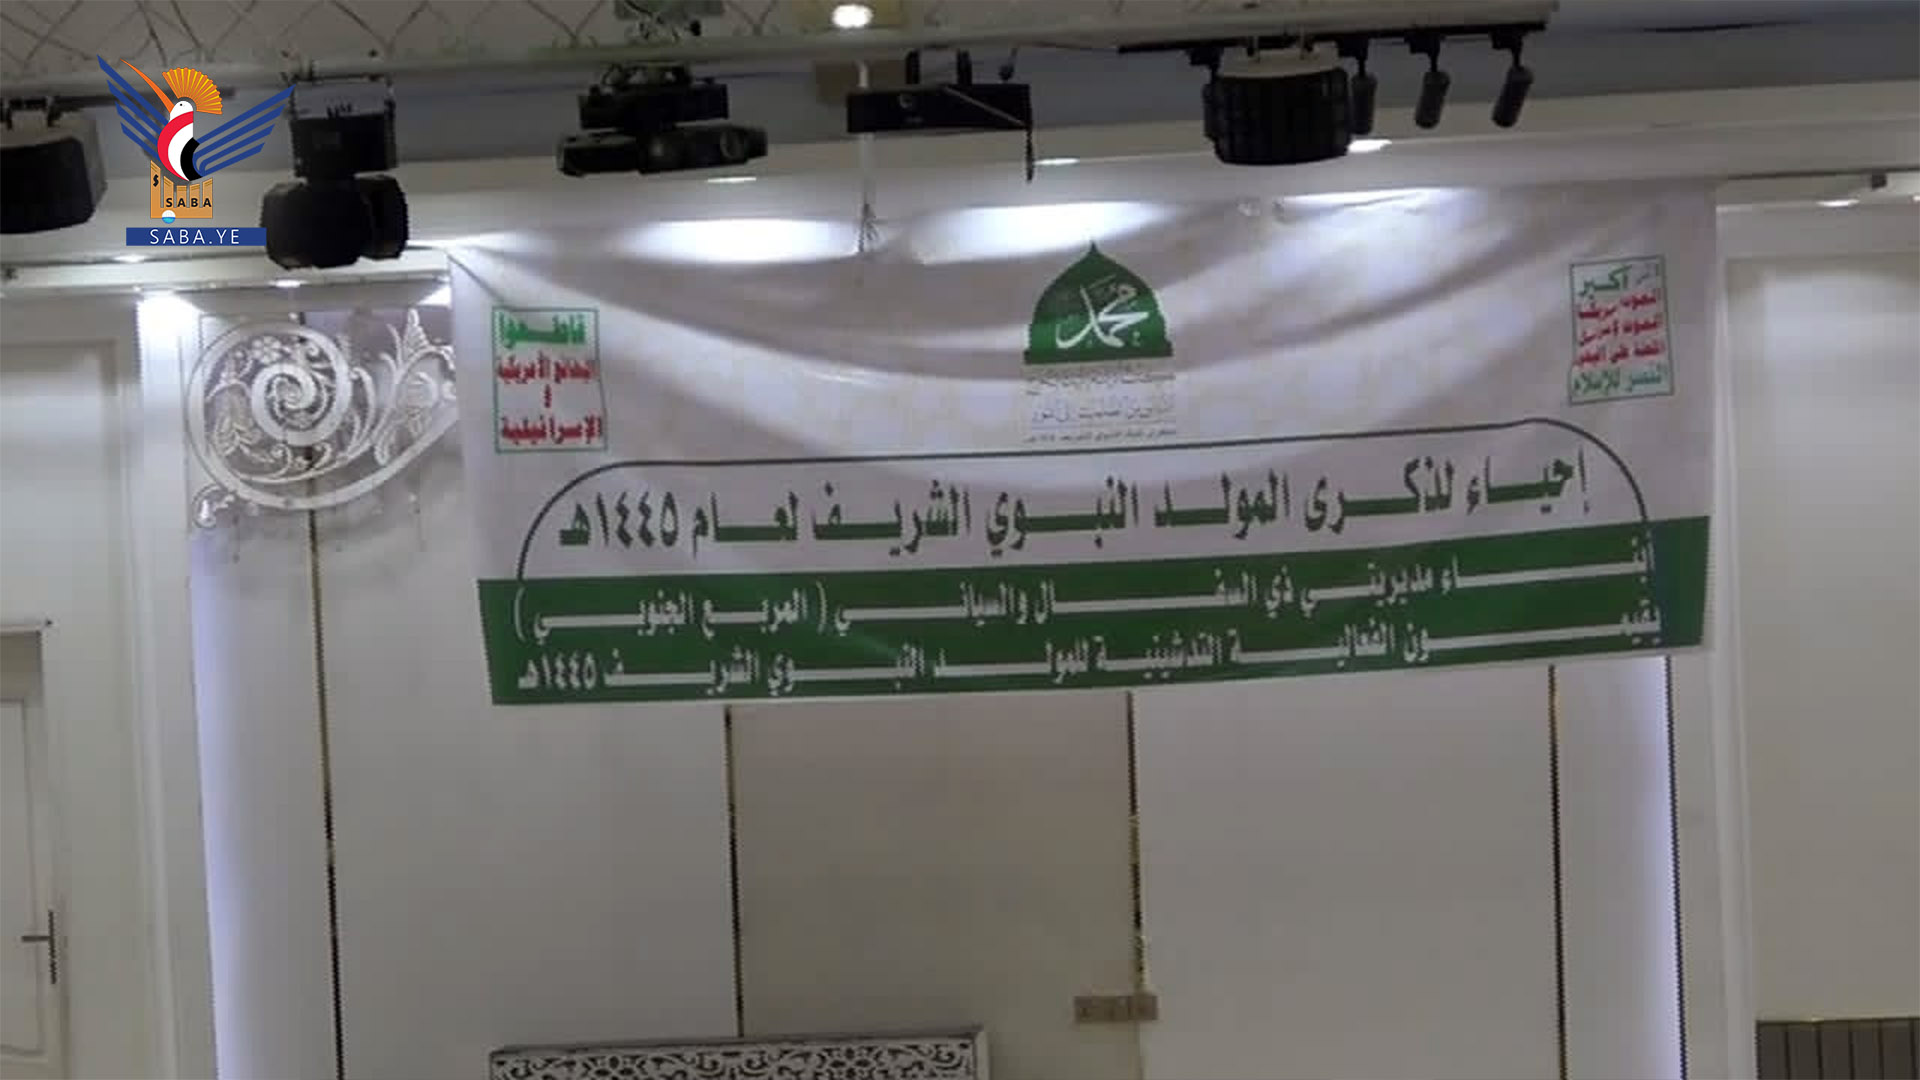 SABA
SABA.YE
محمد
الله أكبر
الموت لأمريكا
الموت لإسرائيل
اللعنة على اليهود
النصر للإسلام
قاطعوا
البضائع الأمريكية
و
الإسرائيلية
إحياء لذكرى المولد النبوي الشريف لعام ١٤٤٥هـ
أبناء مديريتي ذي السفال والسياني ( المربع الجنوبي )
يقيمون الفعالية التدشينية للمولد النبوي الشريف ١٤٤٥هـ